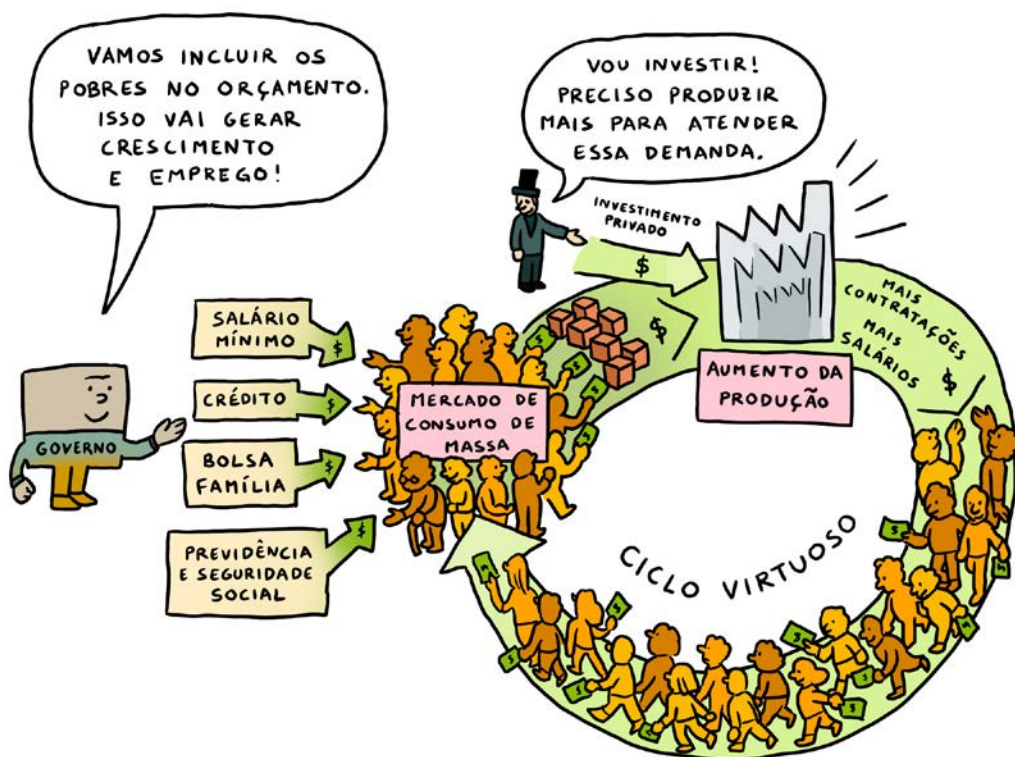 VAMOS INCLUIR OS
POBRES NO ORÇAMENTO.
ISSO VAI GERAR
CRESCIMENTO
E EMPREGO!
VOU INVESTIR!
PRECISO PRODUZIR
MAIS PARA ATENDER
ESSA DEMANDA.
INVESTIMENTO
PRIVADO
$
GOVERNO
SALÁRIO
MÍNIMO
$
CRÉDITO
$
BOLSA
FAMÍLIA
$
PREVIDÊNCIA
E SEGURIDADE
SOCIAL
$
MERCADO DE
CONSUMO DE
MASSA
$
AUMENTO DA
PRODUÇÃO
MAIS
CONTRATAÇÕES
MAIS
SALÁRIOS
$
CICLO VIRTUOSO